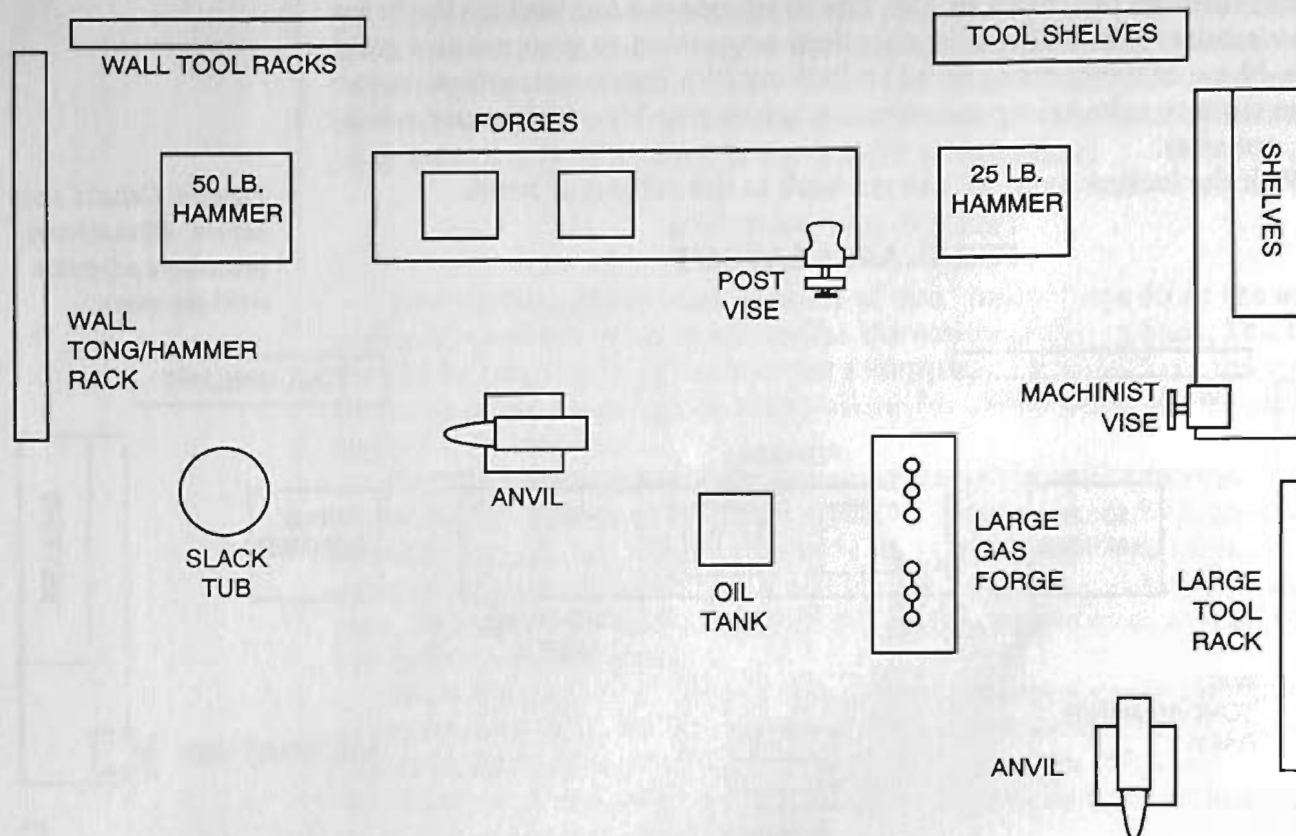 WALL TOOL RACKS
TOOL SHELVES
FORGES
50 LB.
HAMMER
25 LB.
HAMMER
SHELVES
POST
VISE
WALL
TONG/HAMMER
RACK
MACHINIST
VISE
ANVIL
SLACK
TUB
OIL
TANK
LARGE
GAS
FORGE
LARGE
TOOL
RACK
ANVIL